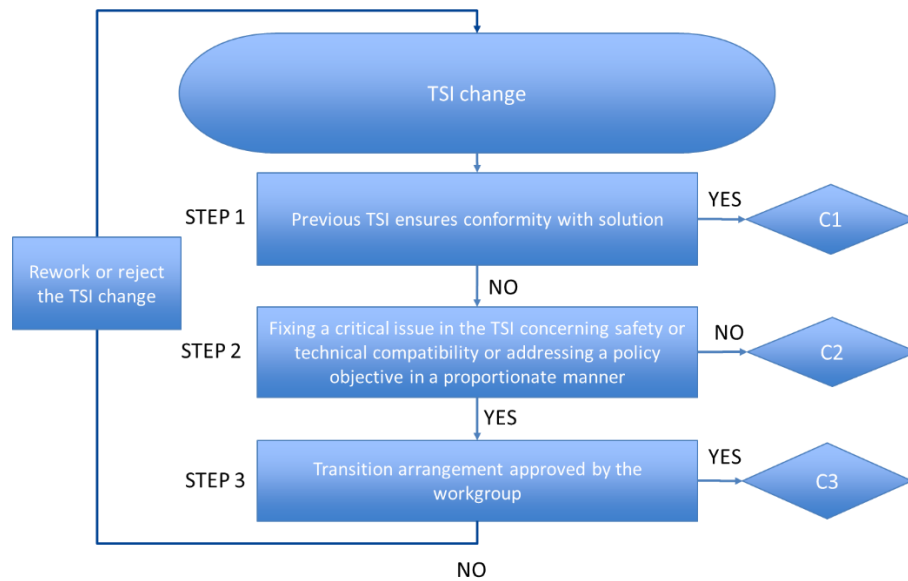 TSI change
YES
STEP 1
Previous TSI ensures conformity with solution
C1
Rework or reject
the TSI change
NO
Fixing a critical issue in the TSI concerning safety or
NO
STEP 2
technical compatibility or addressing a policy
C2
objective in a proportionate manner
YES
Transition arrangement approved by the
YES
STEP 3
workgroup
C3
NO